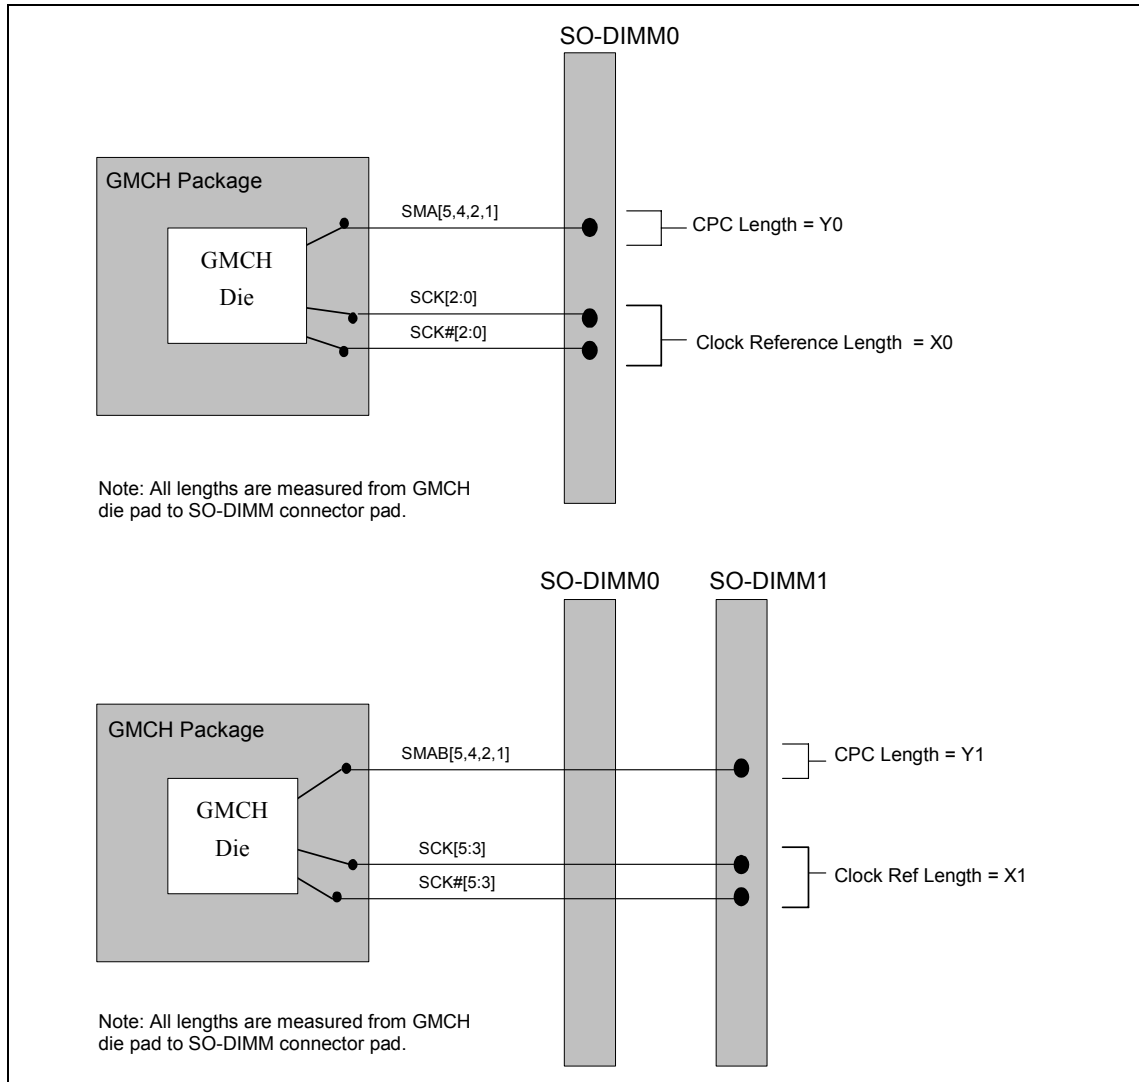 SO-DIMM0
GMCH Package
GMCH
Die
SMA[5,4,2,1]
CPC Length = Y0
SCK[2:0]
SCK#[2:0]
Clock Reference Length = X0
Note: All lengths are measured from GMCH
die pad to SO-DIMM connector pad.
SO-DIMM0
SO-DIMM1
GMCH Package
GMCH
Die
SMAB[5,4,2,1]
CPC Length = Y1
SCK[5:3]
SCK#[5:3]
Clock Ref Length = X1
Note: All lengths are measured from GMCH
die pad to SO-DIMM connector pad.